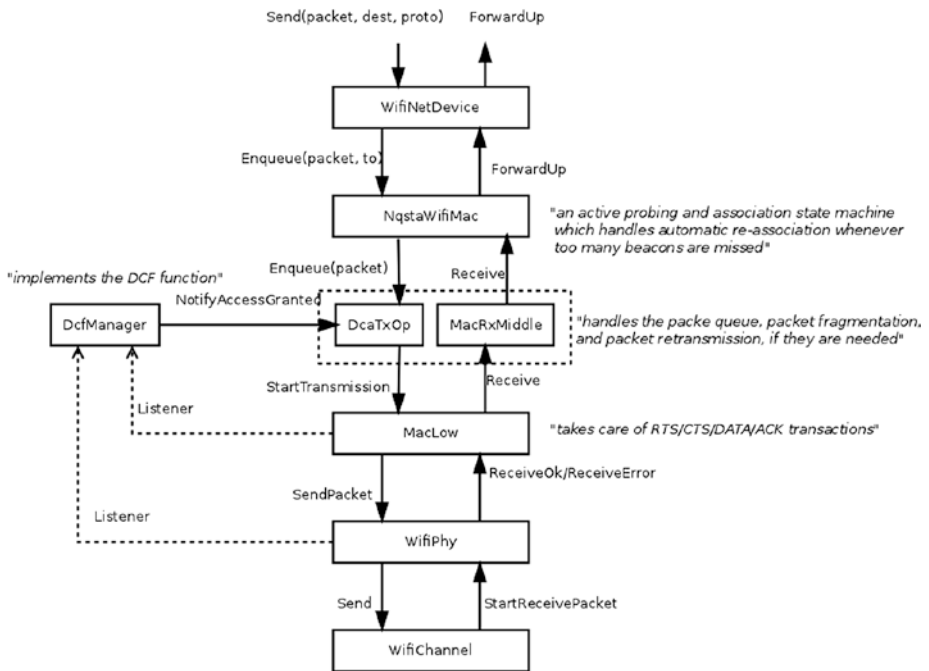 Send(packet, dest, proto)
ForwardUp
WifiNetDevice
Enqueue(packet, to)
ForwardUp
NqstaWifiMac
"an active probing and association state machine
which handles automatic re-association whenever
too many beacons are missed"
Enqueue(packet)
Receive
"implements the DCF function"
NotifyAccessGranted
DcfManager
DcaTxOp
MacRxMiddle
"handles the packe queue, packet fragmentation,
and packet retransmission, if they are needed"
StartTransmission
Receive
Listener
MacLow
"takes care of RTS/CTS/DATA/ACK transactions"
ReceiveOk/ReceiveError
SendPacket
Listener
WifiPhy
Send
StartReceivePacket
WifiChannel